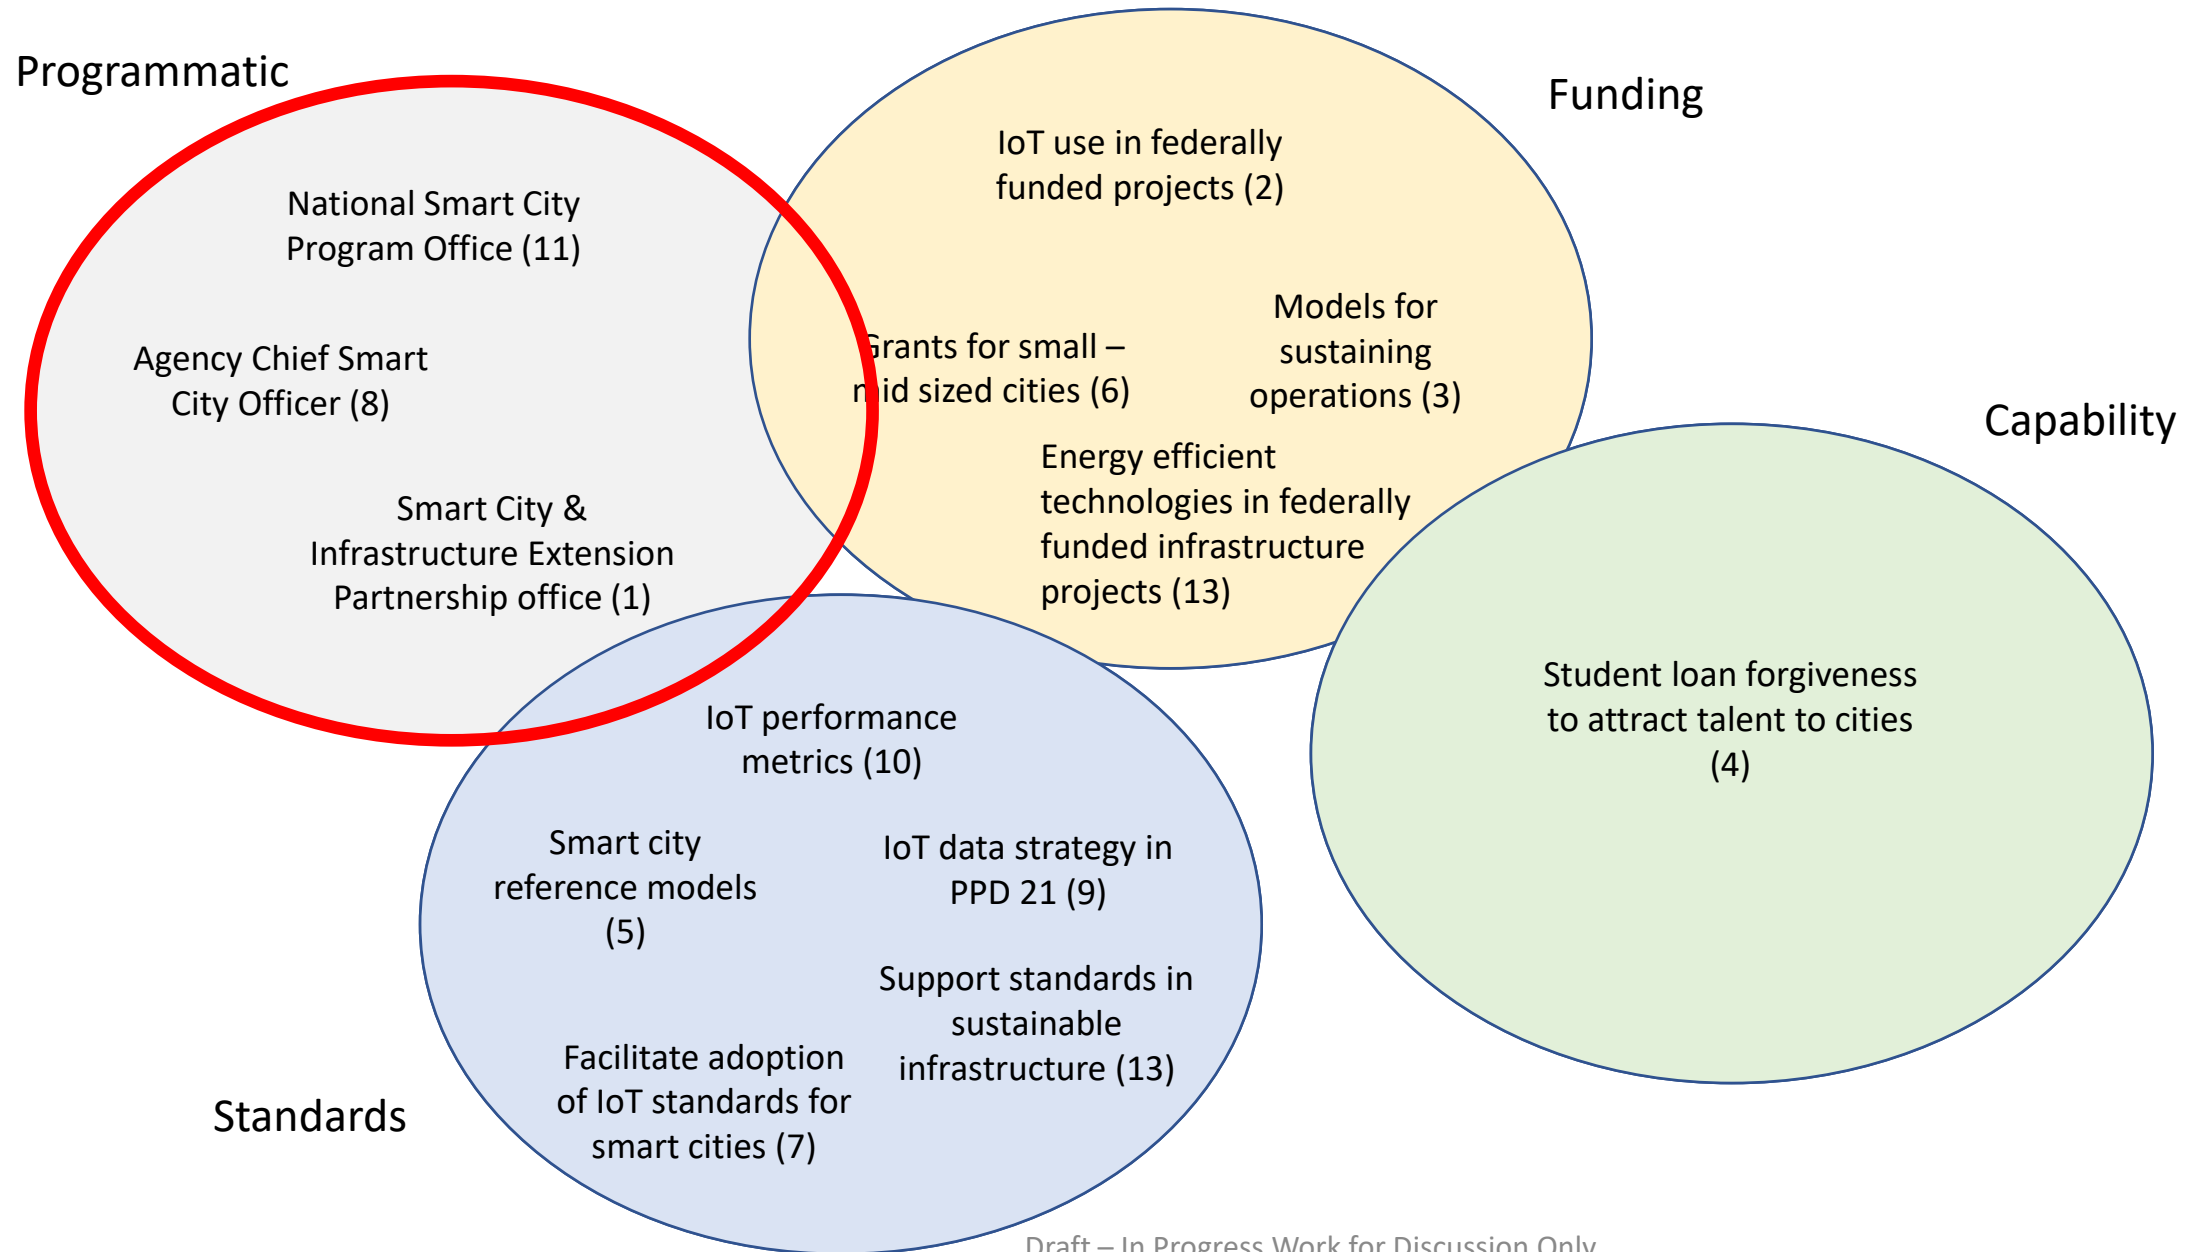 Programmatic
National Smart City
Program Office (11)
Agency Chief Smart
City Officer (8)
Smart City &
Infrastructure Extension
Partnership office (1)
Funding
IoT use in federally
funded projects (2)
Grants for small –
mid sized cities (6)
Models for
sustaining
operations (3)
Energy efficient
technologies in federally
funded infrastructure
projects (13)
Capability
Student loan forgiveness
to attract talent to cities
(4)
Standards
IoT performance
metrics (10)
Smart city
reference models
(5)
IoT data strategy in
PPD 21 (9)
Support standards in
sustainable
infrastructure (13)
Facilitate adoption
of IoT standards for
smart cities (7)
Draft – In Progress Work for Discussion Only